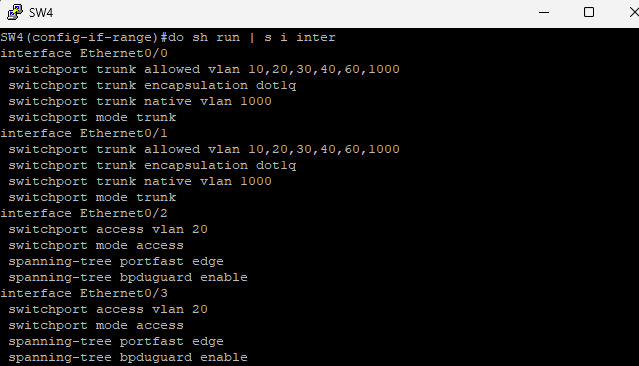 SW4
SW4(config-if-range)#do sh run | s i inter
interface Ethernet0/0
 switchport trunk allowed vlan 10,20,30,40,60,1000
 switchport trunk encapsulation dot1q
 switchport trunk native vlan 1000
 switchport mode trunk
interface Ethernet0/1
 switchport trunk allowed vlan 10,20,30,40,60,1000
 switchport trunk encapsulation dot1q
 switchport trunk native vlan 1000
 switchport mode trunk
interface Ethernet0/2
 switchport access vlan 20
 switchport mode access
 spanning-tree portfast edge
 spanning-tree bpduguard enable
interface Ethernet0/3
 switchport access vlan 20
 switchport mode access
 spanning-tree portfast edge
 spanning-tree bpduguard enable